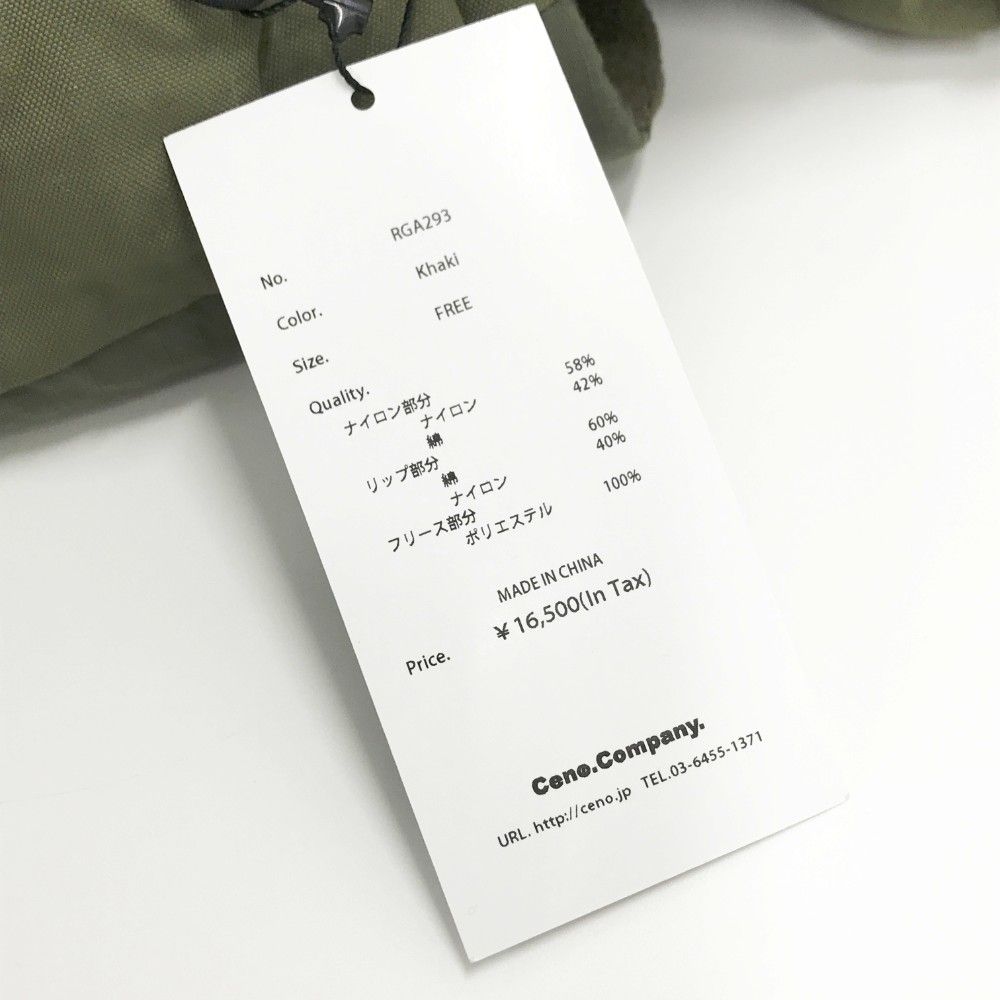 No. RGA293
Color. Khaki
Size. FREE
Quality.
ナイロン部分
ナイロン 58%
綿 42%
リップ部分
綿 60%
ナイロン 40%
フリース部分
ポリエステル 100%
MADE IN CHINA
Price. ¥16,500(In Tax)
Ceno.Company.
URL. http://ceno.jp TEL.03-6455-1371